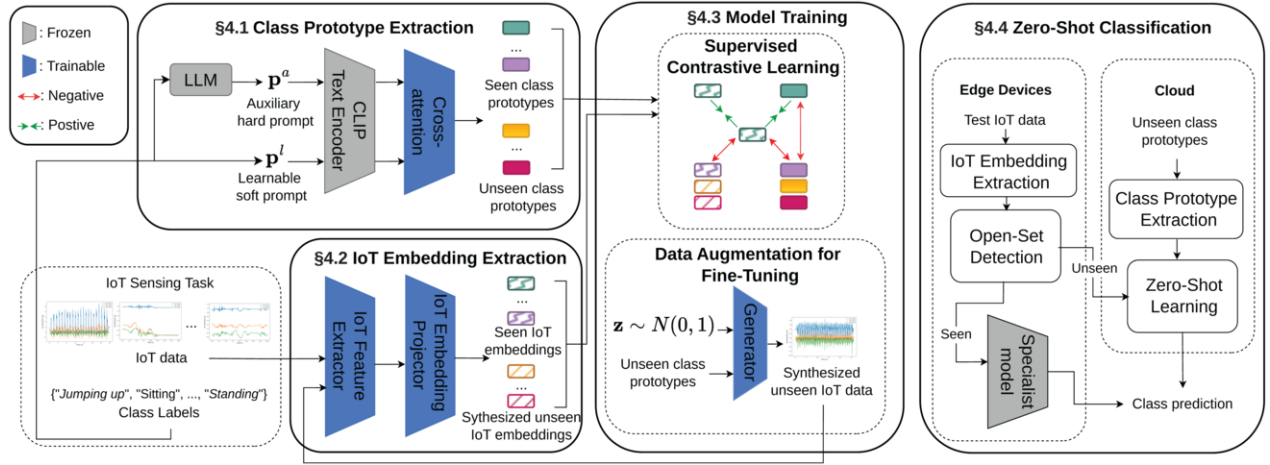 : Frozen
: Trainable
: Negative
: Postive
§4.1 Class Prototype Extraction
LLM
p^a
Auxiliary
hard prompt
p^l
Learnable
soft prompt
CLIP
Text Encoder
Cross-
attention
...
Seen class
prototypes
...
Unseen class
prototypes
IoT Sensing Task
...
IoT data
{"Jumping up", "Sitting", ..., "Standing"}
Class Labels
§4.2 IoT Embedding Extraction
IoT Feature
Extractor
IoT Embedding
Projector
...
Seen IoT
embeddings
...
Sythesized unseen
IoT embeddings
§4.3 Model Training
Supervised
Contrastive Learning
Data Augmentation for
Fine-Tuning
z ∼ N(0, 1)
Unseen class
prototypes
Generator
Synthesized
unseen IoT data
§4.4 Zero-Shot Classification
Edge Devices
Test IoT data
IoT Embedding
Extraction
Open-Set
Detection
Unseen
Seen
Specialist
model
Cloud
Unseen class
prototypes
Class Prototype
Extraction
Zero-Shot
Learning
Class prediction